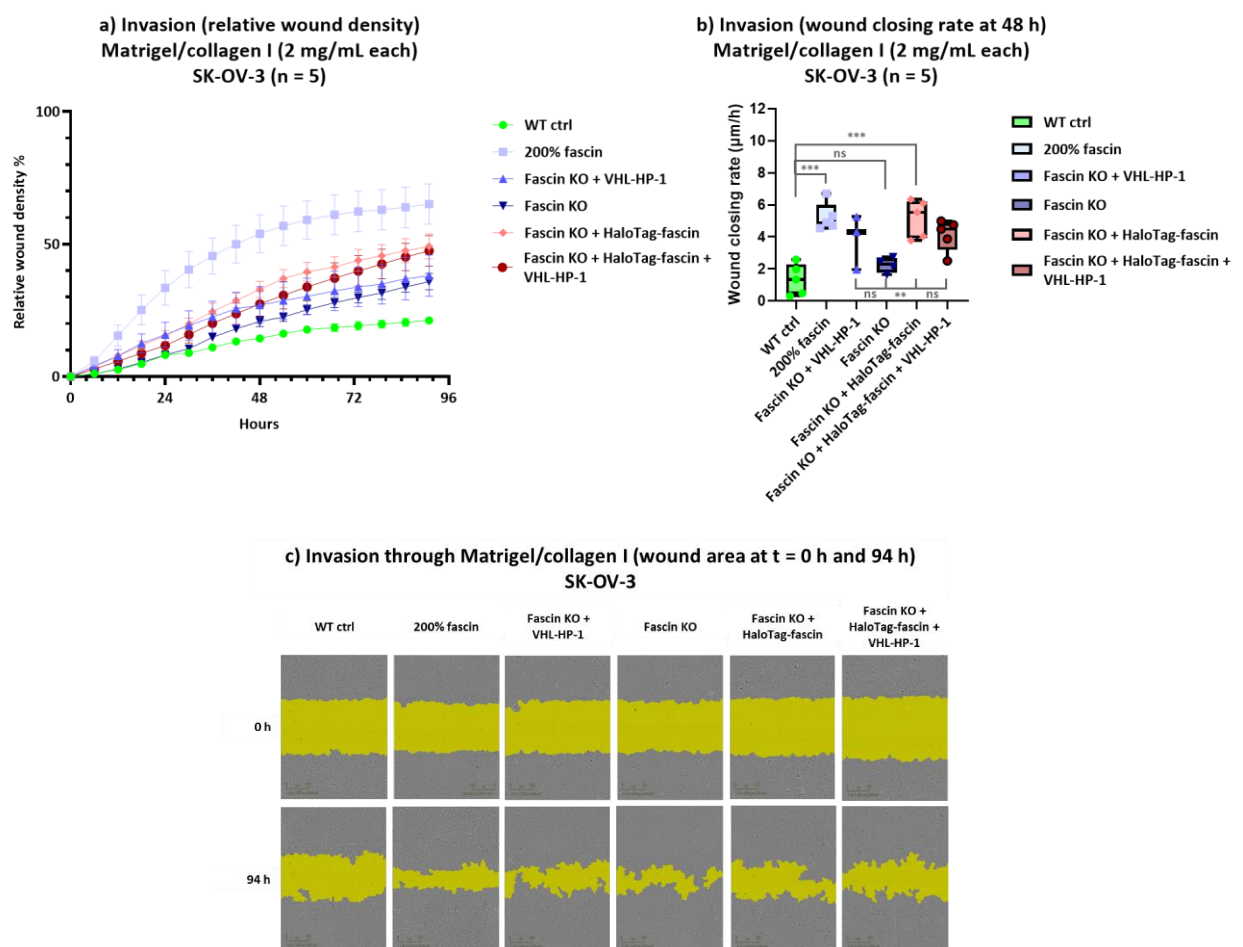 a) Invasion (relative wound density)
Matrigel/collagen I (2 mg/mL each)
SK-OV-3 (n = 5)
100
50
0
0
24
48
72
96
Relative wound density %
Hours
WT ctrl
200% fascin
Fascin KO + VHL-HP-1
Fascin KO
Fascin KO + HaloTag-fascin
Fascin KO + HaloTag-fascin +
VHL-HP-1
b) Invasion (wound closing rate at 48 h)
Matrigel/collagen I (2 mg/mL each)
SK-OV-3 (n = 5)
12
10
8
6
4
2
0
Wound closing rate (µm/h)
***
ns
***
ns
**
ns
WT ctrl
200% fascin
Fascin KO + VHL-HP-1
Fascin KO
Fascin KO + HaloTag-fascin
Fascin KO + HaloTag-fascin + VHL-HP-1
WT ctrl
200% fascin
Fascin KO + VHL-HP-1
Fascin KO
Fascin KO + HaloTag-fascin
Fascin KO + HaloTag-fascin +
VHL-HP-1
c) Invasion through Matrigel/collagen I (wound area at t = 0 h and 94 h)
SK-OV-3
WT ctrl
200% fascin
Fascin KO +
VHL-HP-1
Fascin KO
Fascin KO +
HaloTag-fascin
Fascin KO +
HaloTag-fascin +
VHL-HP-1
0 h
94 h